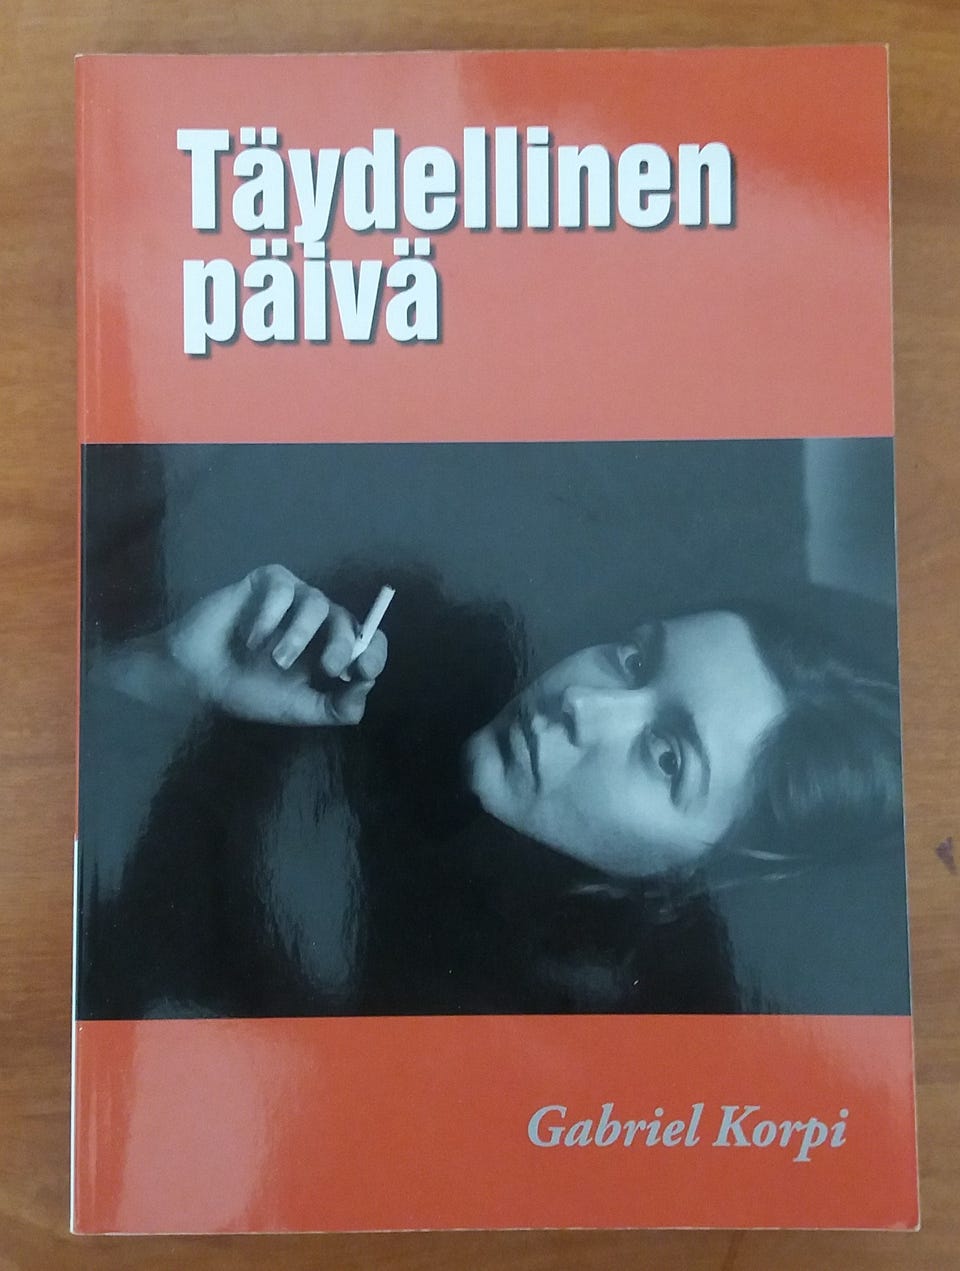 Täydellinen
päivä
Gabriel Korpi